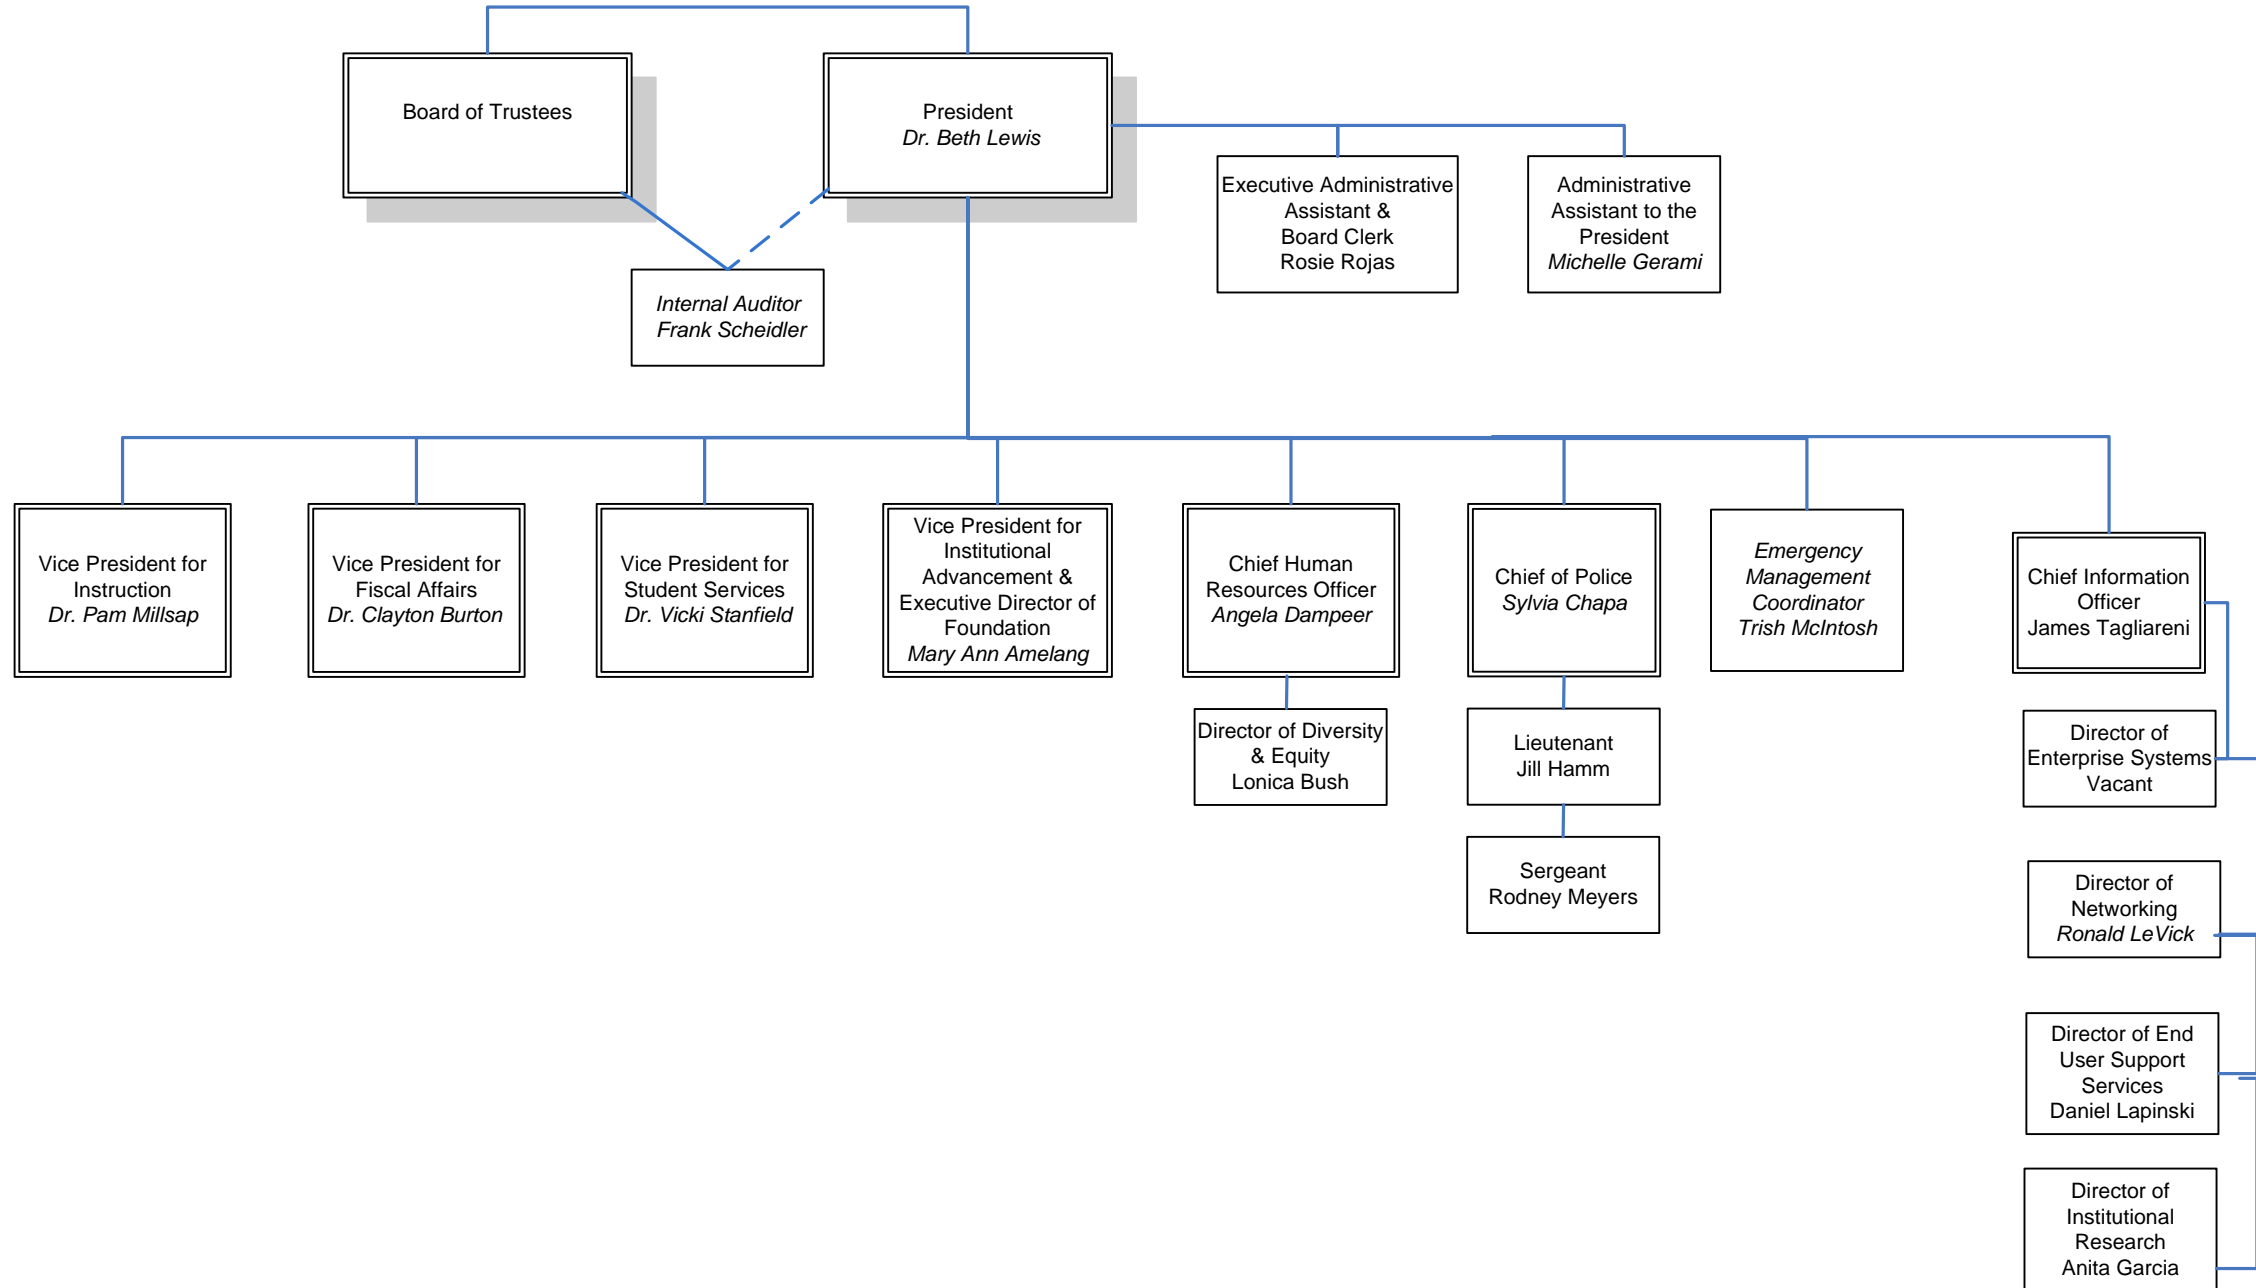 Board of Trustees
President
Dr. Beth Lewis
Executive Administrative
Assistant &
Board Clerk
Rosie Rojas
Administrative
Assistant to the
President
Michelle Gerami
Internal Auditor
Frank Scheidler
Vice President for
Instruction
Dr. Pam Millsap
Vice President for
Fiscal Affairs
Dr. Clayton Burton
Vice President for
Student Services
Dr. Vicki Stanfield
Vice President for
Institutional
Advancement &
Executive Director of
Foundation
Mary Ann Amelang
Chief Human
Resources Officer
Angela Dampeer
Chief of Police
Sylvia Chapa
Emergency
Management
Coordinator
Trish McIntosh
Chief Information
Officer
James Tagliareni
Director of Diversity
& Equity
Lonica Bush
Lieutenant
Jill Hamm
Sergeant
Rodney Meyers
Director of
Enterprise Systems
Vacant
Director of
Networking
Ronald LeVick
Director of End
User Support
Services
Daniel Lapinski
Director of
Institutional
Research
Anita Garcia